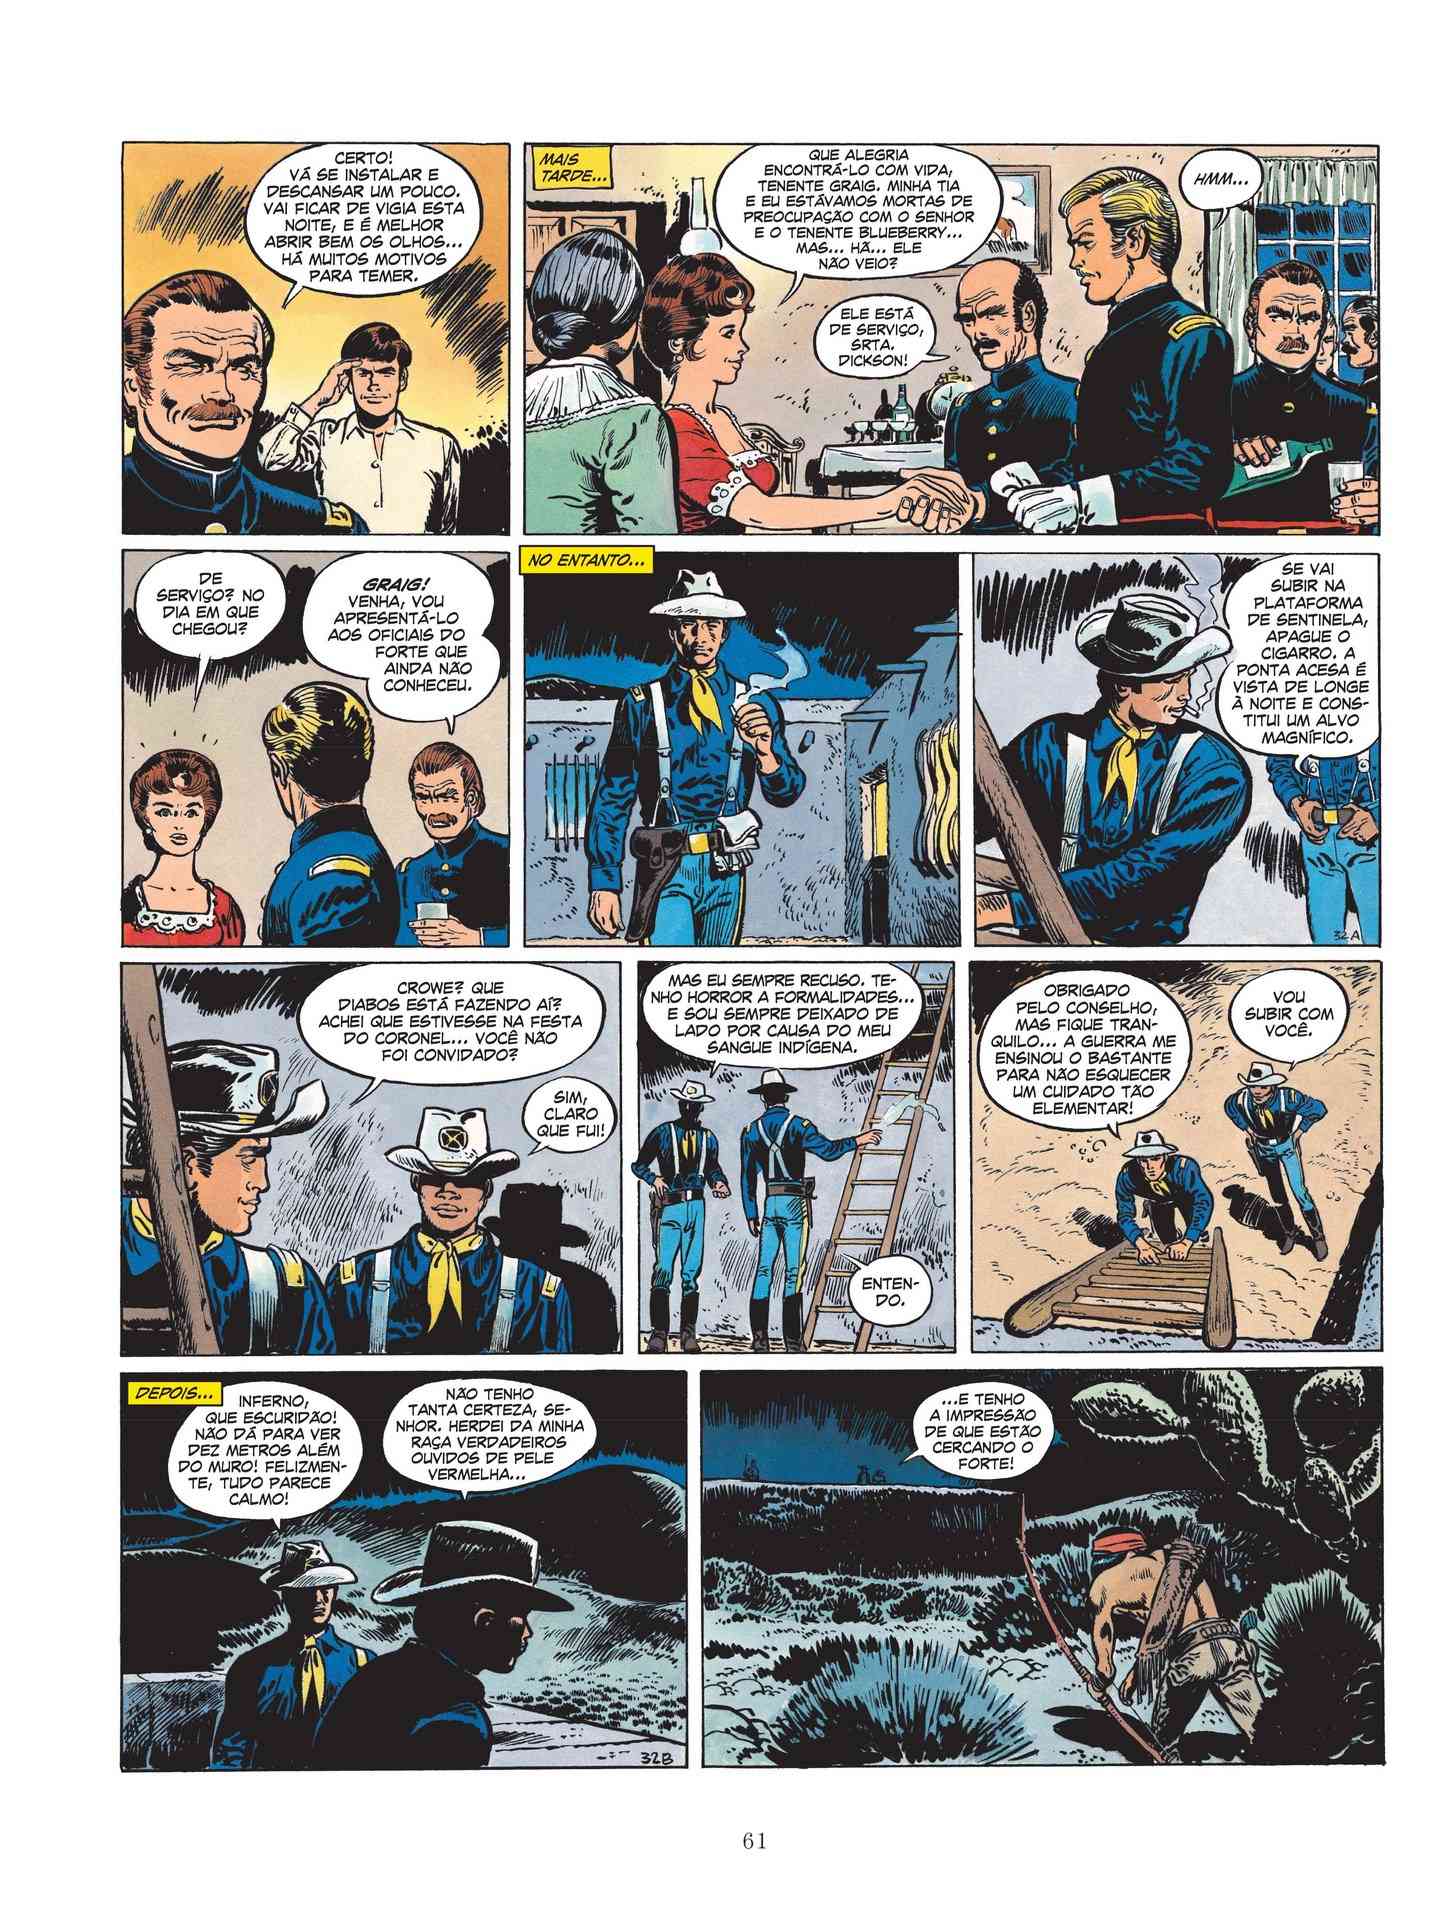 CERTO!
VÁ SE INSTALAR E
DESCANSAR UM POUCO.
VAI FICAR DE VIGIA ESTA
NOITE, E É MELHOR
ABRIR BEM OS OLHOS...
HÁ MUITOS MOTIVOS
PARA TEMER.
MAIS
TARDE...
QUE ALEGRIA
ENCONTRÁ-LO COM VIDA,
TENENTE GRAIG. MINHA TIA
E EU ESTÁVAMOS MORTAS DE
PREOCUPAÇÃO COM O SENHOR
E O TENENTE BLUEBERRY...
MAS... HÃ... ELE
NÃO VEIO?
ELE ESTÁ
DE SERVIÇO,
SRTA.
DICKSON!
HMM...
DE
SERVIÇO? NO
DIA EM QUE
CHEGOU?
GRAIG!
VENHA, VOU
APRESENTÁ-LO
AOS OFICIAIS DO
FORTE QUE
AINDA NÃO
CONHECEU.
NO ENTANTO...
SE VAI
SUBIR NA
PLATAFORMA
DE SENTINELA,
APAGUE O
CIGARRO. A
PONTA ACESA É
VISTA DE LONGE
À NOITE E CONS-
TITUI UM ALVO
MAGNÍFICO.
32A
CROWE? QUE
DIABOS ESTÁ FAZENDO AÍ?
ACHEI QUE ESTIVESSE NA FESTA
DO CORONEL... VOCÊ NÃO
FOI CONVIDADO?
SIM,
CLARO
QUE FUI!
MAS EU SEMPRE RECUSO. TE-
NHO HORROR A FORMALIDADES...
E SOU SEMPRE DEIXADO DE
LADO POR CAUSA DO MEU
SANGUE INDÍGENA.
ENTEN-
DO.
OBRIGADO
PELO CONSELHO,
MAS FIQUE TRAN-
QUILO... A GUERRA ME
ENSINOU O BASTANTE
PARA NÃO ESQUECER
UM CUIDADO TÃO
ELEMENTAR!
VOU
SUBIR COM
VOCÊ.
DEPOIS...
INFERNO,
QUE ESCURIDÃO!
NÃO DÁ PARA VER
DEZ METROS ALÉM
DO MURO! FELIZMEN-
TE, TUDO PARECE
CALMO!
NÃO TENHO
TANTA CERTEZA, SE-
NHOR. HERDEI DA MINHA
RAÇA VERDADEIROS
OUVIDOS DE PELE
VERMELHA...
32B
...E TENHO
A IMPRESSÃO
DE QUE ESTÃO
CERCANDO O
FORTE!
61